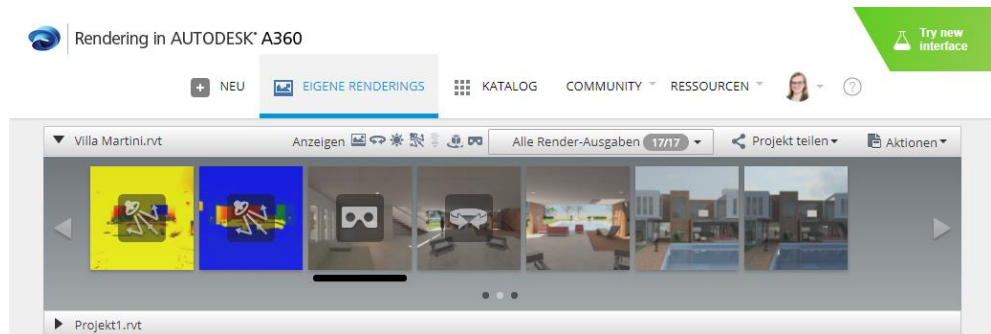 Rendering in AUTODESK® A360
Try new
interface
NEU EIGENE RENDERINGS KATALOG COMMUNITY RESSOURCEN
Villa Martini.rvt Anzeigen Alle Render-Ausgaben 17/17 Projekt teilen Aktionen
Projekt1.rvt